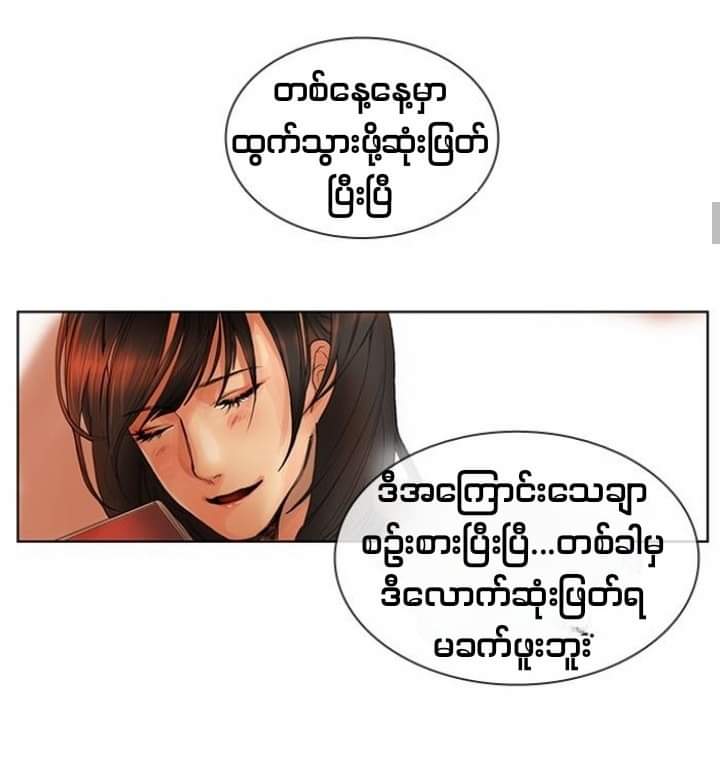 တစ်နေ့နေ့မှာ
ထွက်သွားဖို့ဆုံးဖြတ်
ပြီးပြီ
ဒီအကြောင်းသေချာ
စဉ်းစားပြီးပြီ...တစ်ခါမှ
ဒီလောက်ဆုံးဖြတ်ရ
မခက်ဖူးဘူး